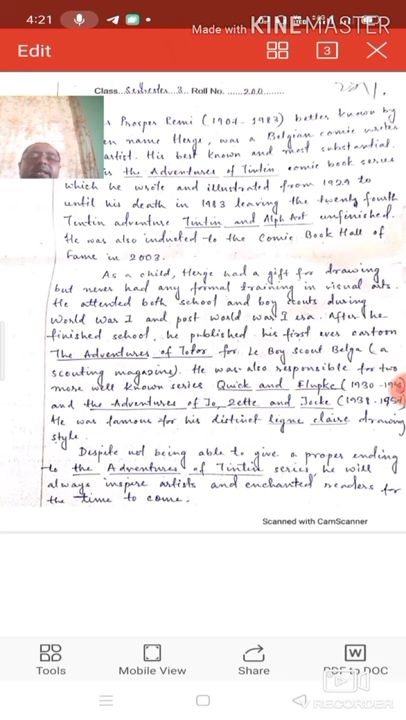 4:21
Made with
KINEMASTER
Edit
3
Class. Semester 3. Roll No. ......200......
s Prosper Remi (1904 - 1983) better known by
en name Herge, was a Belgian comic writer
artist. His best known and most substantial
is the Adventures of Tintin comic book series
which he wrote and illustrated from 1929 to
until his death in 1983 leaving the twenty fourth
Tintin adventure Tintin and Alph Art unfinished.
He was also inducted to the Comic Book Hall of
Fame in 2003.
As a child, Herge had a gift for drawing
but never had any formal training in visual arts.
He attended both school and boy scouts during
World War I and post World War I era. After he
finished school, he published his first ever cartoon
The Adventures of Totor for Le Boy scout Belga (a
scouting magazine). He was also responsible for two
more well known series Quick and Flupke (1930 -
and the Adventures of Jo, Zette and Jocko (1938 - 195
He was famous for his distinct ligne claire drawing
style.
Despite not being able to give a proper ending
to the Adventures of Tintin series he will
always inspire artists and enchanted readers for
the time to come.
Scanned with CamScanner
Tools
Mobile View
Share
PDF to DOC
RECORDER